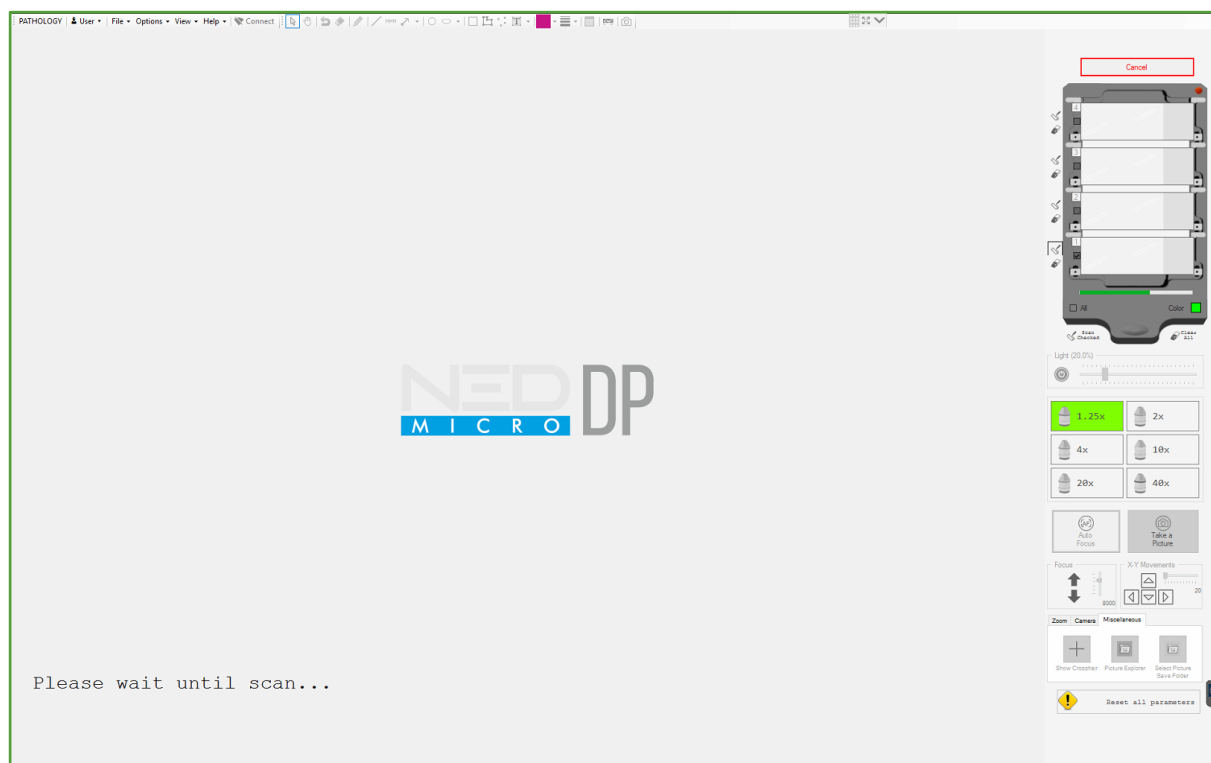 PATHOLOGY User File Options View Help Connect
Cancel
4
3
2
1
All Color
Scan Checked Clear All
Light (20.0%)
1.25x 2x
4x 10x
20x 40x
AF
Auto Focus
Take a Picture
Focus X-Y Movements
8000 20
Zoom Camera Miscellaneous
Show Crosshair Picture Explorer Select Picture Save Folder
Reset all parameters
NED DP
MICRO
Please wait until scan...